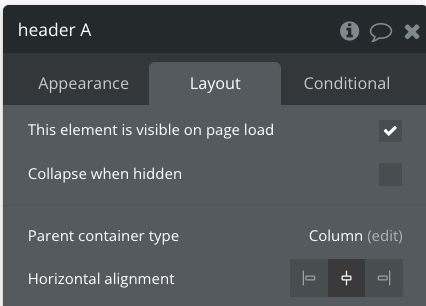 header A
Appearance Layout Conditional
This element is visible on page load
Collapse when hidden
Parent container type Column (edit)
Horizontal alignment